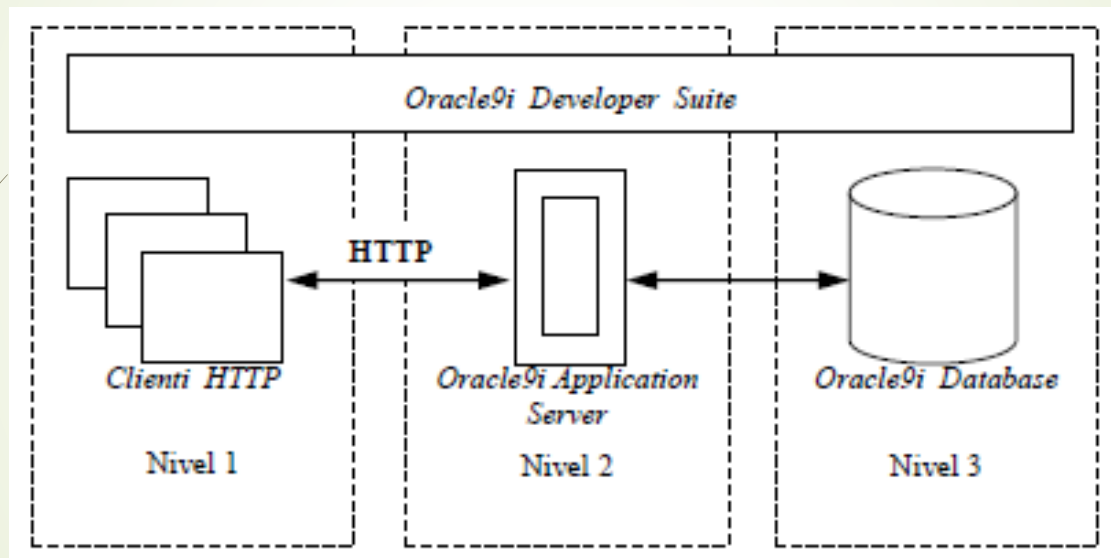 Oracle9i Developer Suite
HTTP
Clienti HTTP
Oracle9i Application
Server
Oracle9i Database
Nivel 1
Nivel 2
Nivel 3